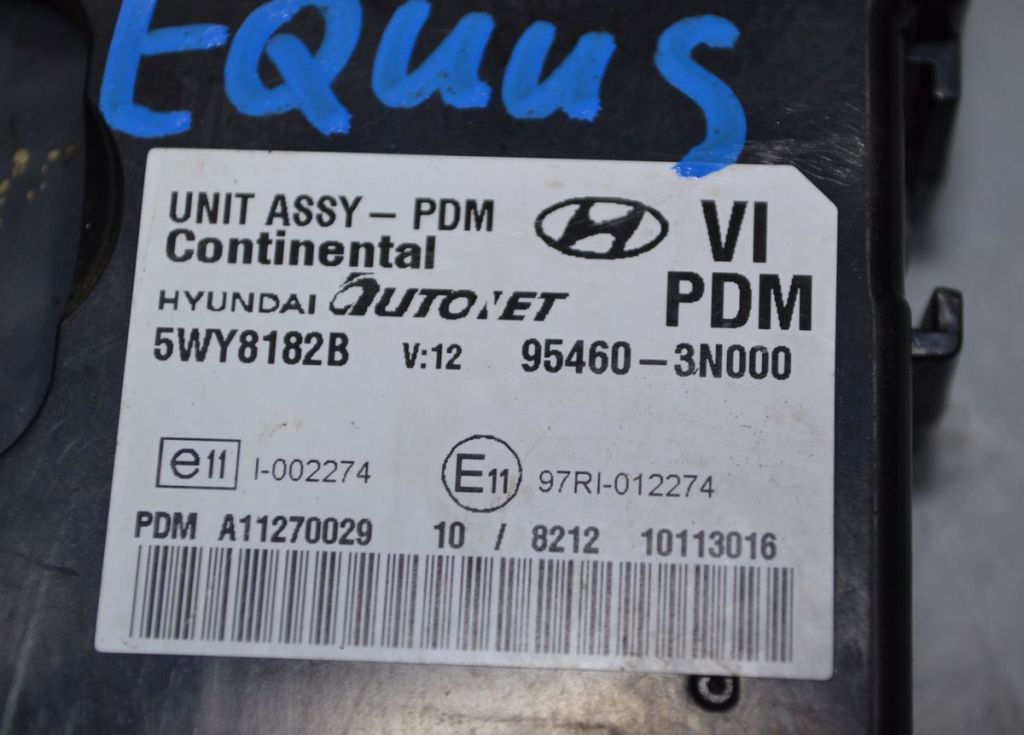 Equus
UNIT ASSY – PDM
VI
Continental
PDM
HYUNDAI AUTONET
5WY8182B V:12 95460–3N000
e11 I-002274 E11 97RI-012274
PDM A11270029 10 / 8212 10113016